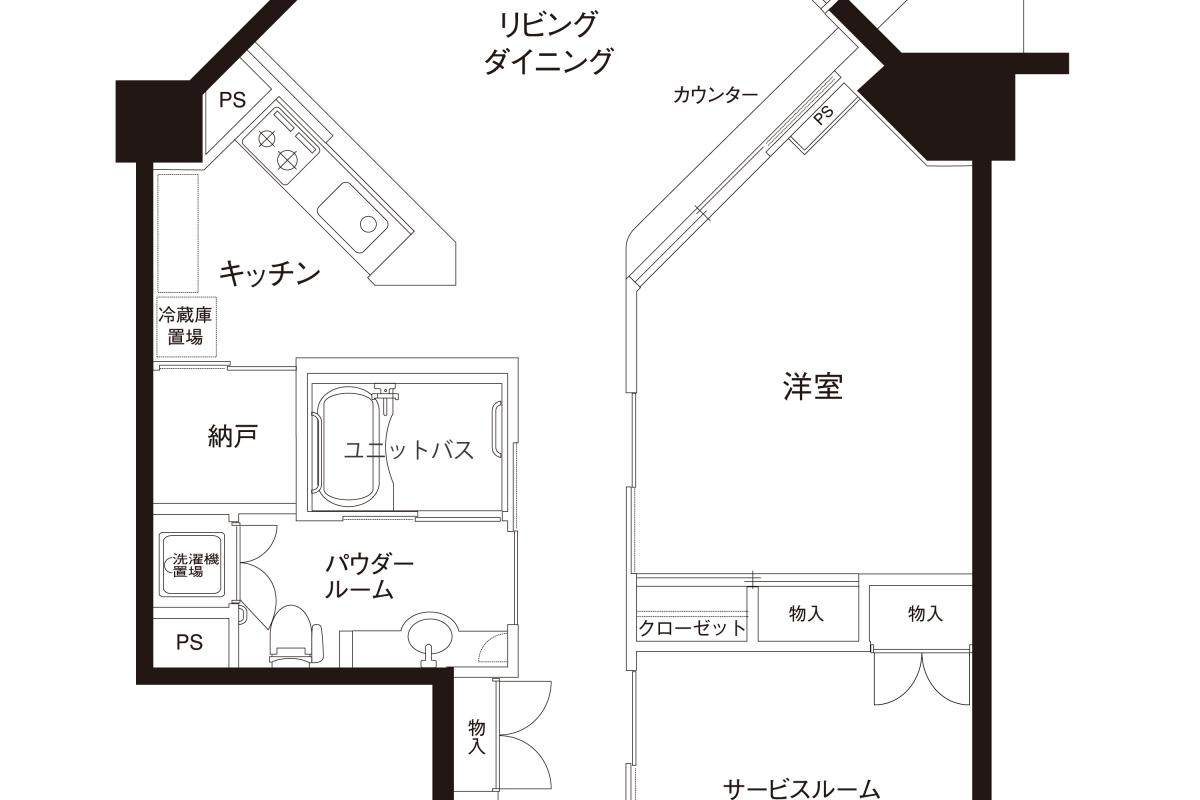 リビング
ダイニング
カウンター
PS
PS
キッチン
冷蔵庫
置場
洋室
納戸
ユニットバス
洗濯機
置場
パウダー
ルーム
PS
クローゼット
物入
物入
物入
サービスルーム